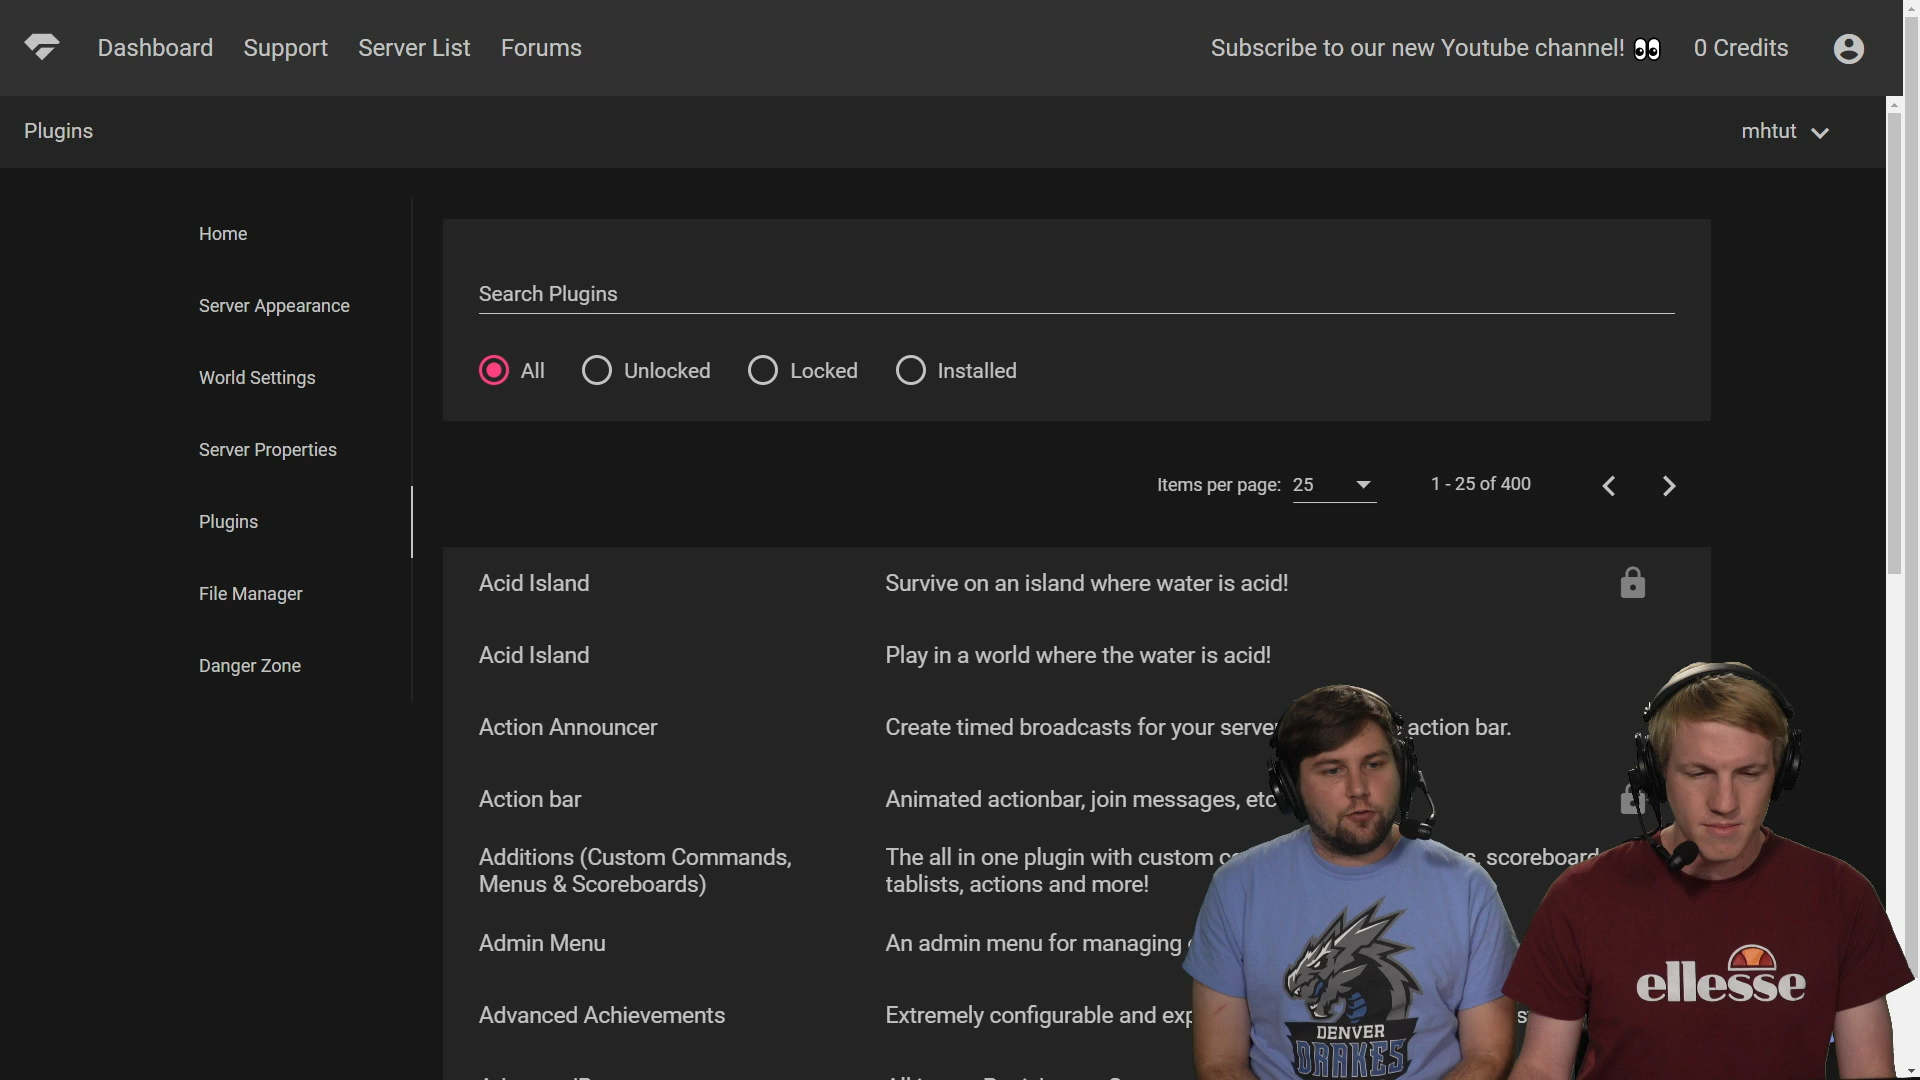 Dashboard Support Server List Forums Subscribe to our new Youtube channel! 👀 0 Credits
Plugins mhtut
Home
Server Appearance
World Settings
Server Properties
Plugins
File Manager
Danger Zone
Search Plugins
All Unlocked Locked Installed
Items per page: 25 1 - 25 of 400
Acid Island Survive on an island where water is acid!
Acid Island Play in a world where the water is acid!
Action Announcer Create timed broadcasts for your action bar.
Action bar Animated actionbar, join messages, etc
Additions (Custom Commands, Menus & Scoreboards)
The all in one plugin with custom
tablists, actions and more!
Admin Menu An admin menu for managing
Advanced Achievements Extremely configurable and
DENVER
DRAKES
ellesse